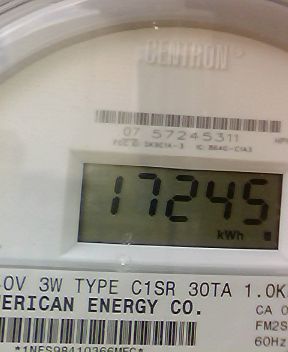 CENTRON
07 57245311
17245
kWh
0V 3W TYPE C1SR 30TA 1.0K
ERICAN ENERGY CO.
CA 0
FM2S
60Hz